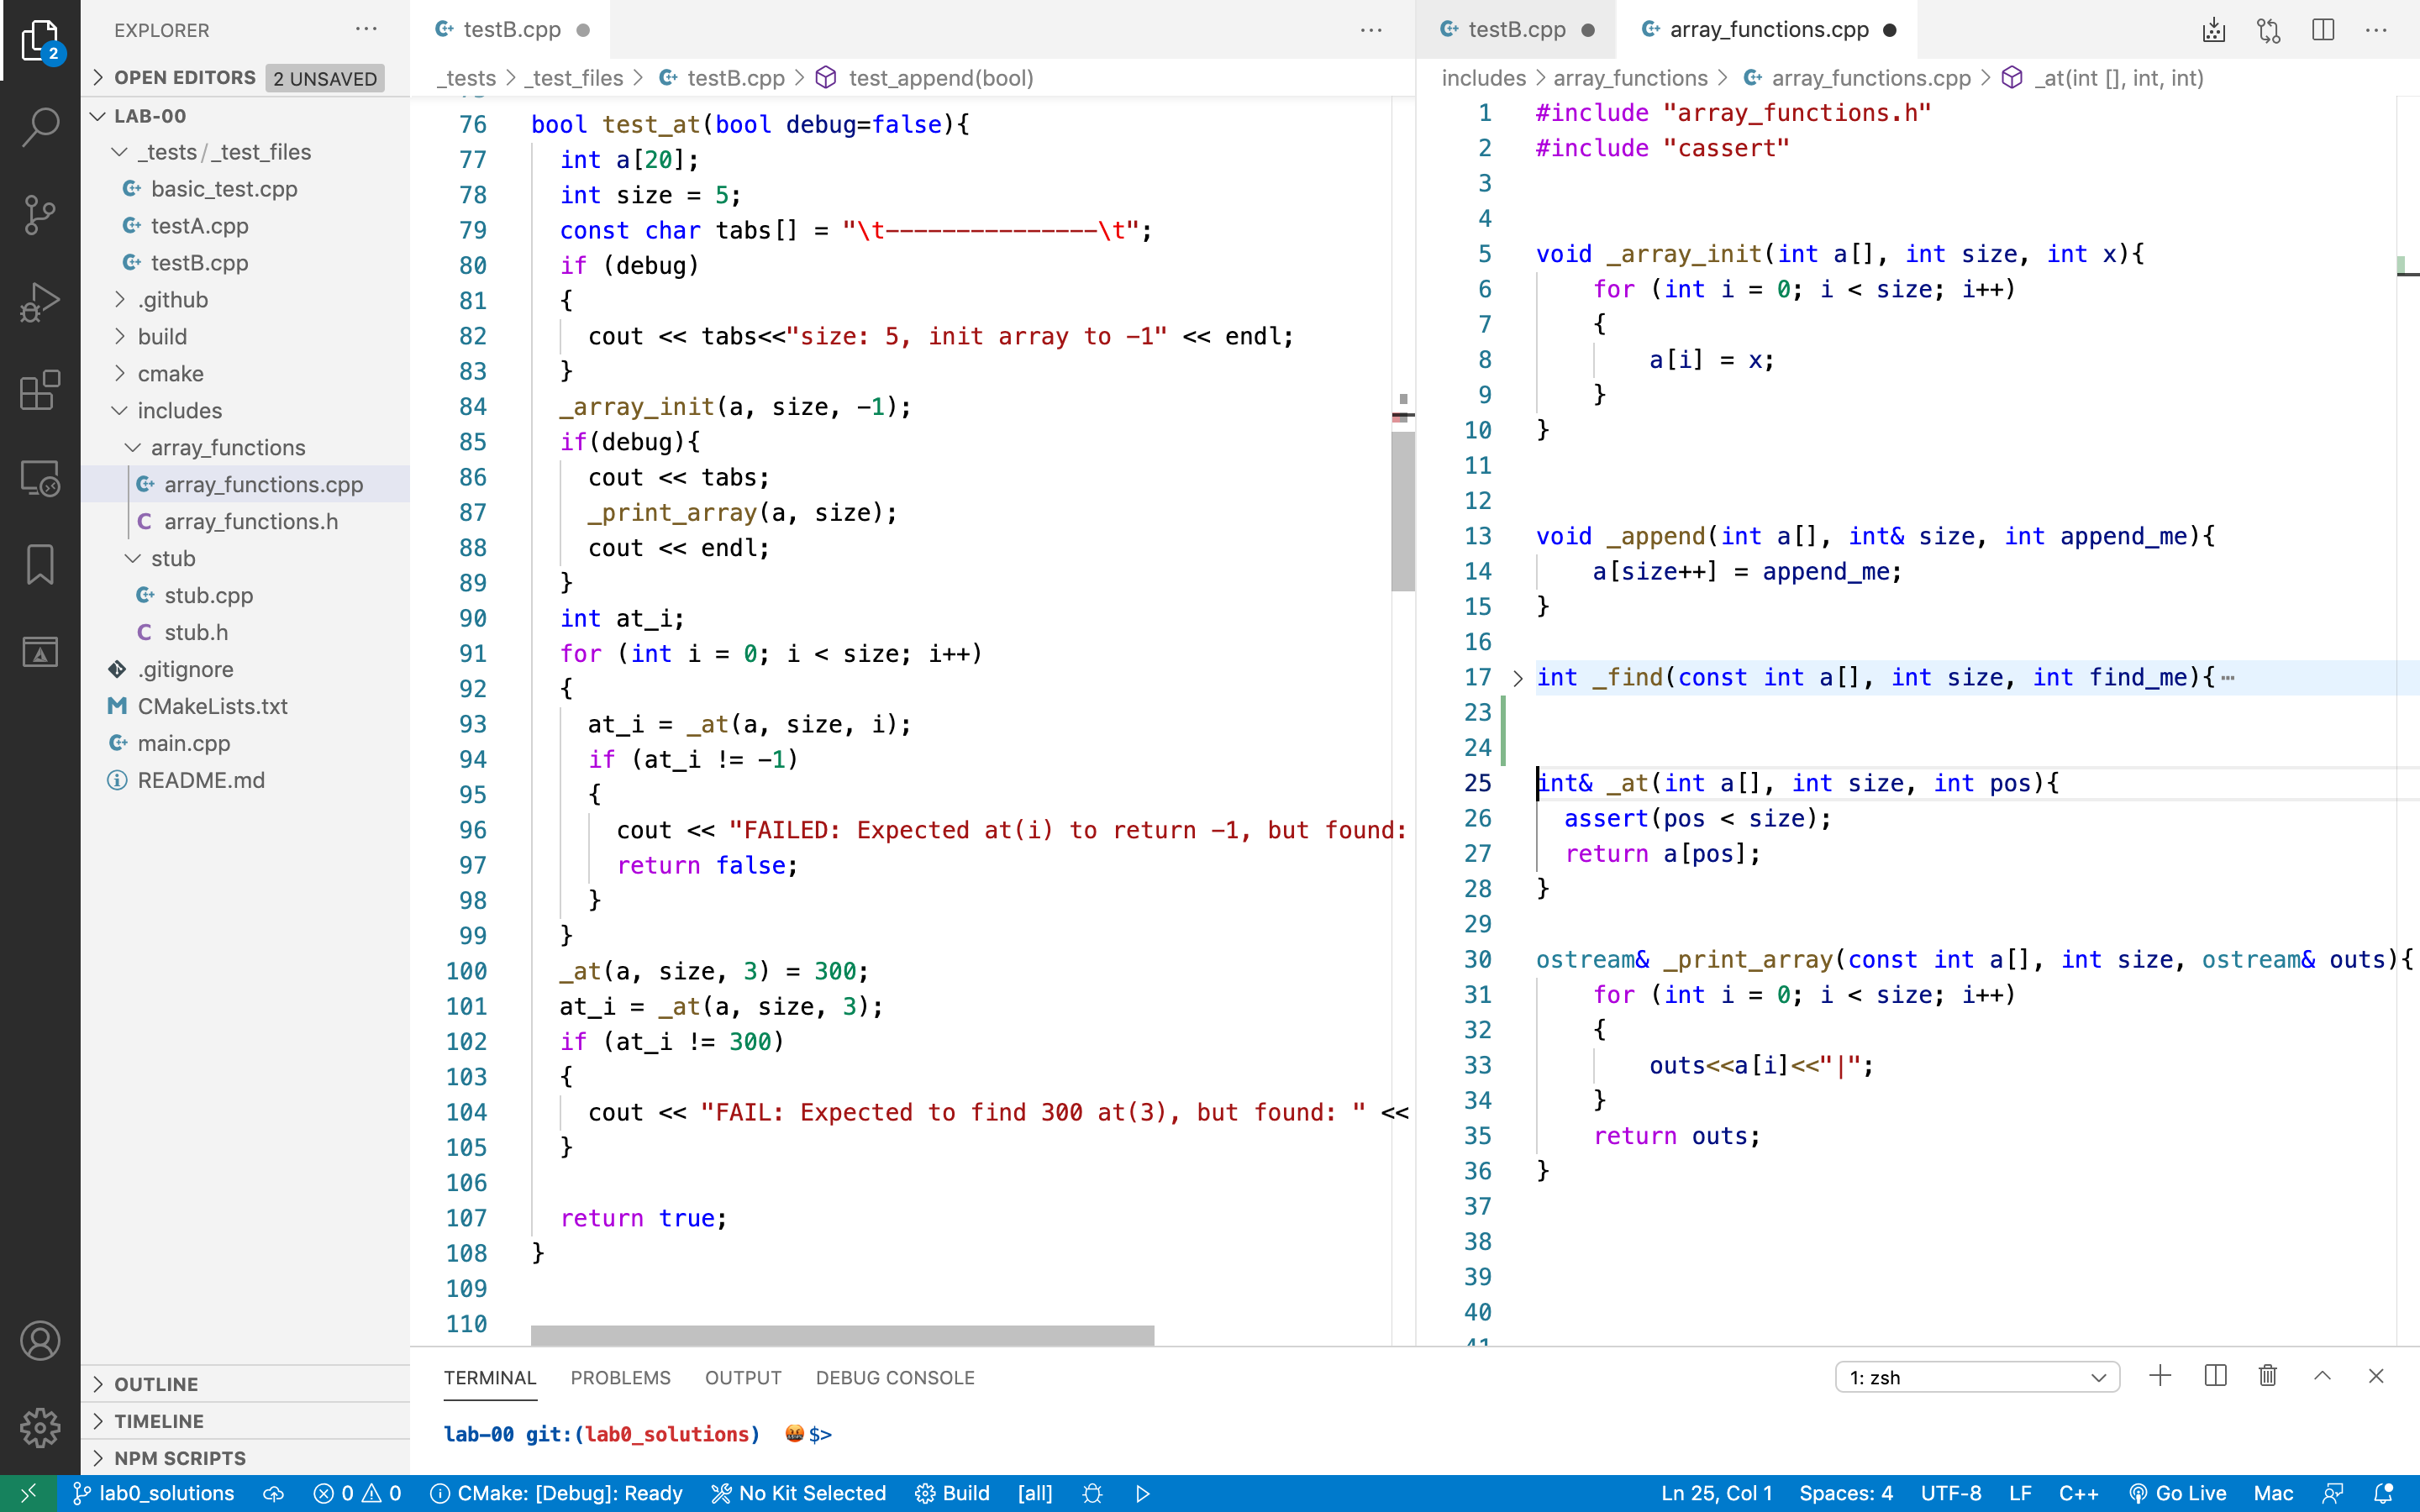 2
EXPLORER
OPEN EDITORS 2 UNSAVED
LAB-00
_tests/_test_files
basic_test.cpp
testA.cpp
testB.cpp
.github
build
cmake
includes
array_functions
array_functions.cpp
C array_functions.h
stub
stub.cpp
C stub.h
.gitignore
CMakeLists.txt
main.cpp
README.md
OUTLINE
TIMELINE
NPM SCRIPTS
testB.cpp
_tests > _test_files > testB.cpp > test_append(bool)
76 bool test_at(bool debug=false){
77 int a[20];
78 int size = 5;
79 const char tabs[] = "\t---------------\t";
80 if (debug)
81 {
82 cout << tabs<<"size: 5, init array to -1" << endl;
83 }
84 _array_init(a, size, -1);
85 if(debug){
86 cout << tabs;
87 _print_array(a, size);
88 cout << endl;
89 }
90 int at_i;
91 for (int i = 0; i < size; i++)
92 {
93 at_i = _at(a, size, i);
94 if (at_i != -1)
95 {
96 cout << "FAILED: Expected at(i) to return -1, but found:
97 return false;
98 }
99 }
100 _at(a, size, 3) = 300;
101 at_i = _at(a, size, 3);
102 if (at_i != 300)
103 {
104 cout << "FAIL: Expected to find 300 at(3), but found: " <<
105 }
106
107 return true;
108 }
109
110
testB.cpp array_functions.cpp
includes > array_functions > array_functions.cpp > _at(int [], int, int)
1 #include "array_functions.h"
2 #include "cassert"
3
4
5 void _array_init(int a[], int size, int x){
6 for (int i = 0; i < size; i++)
7 {
8 a[i] = x;
9 }
10 }
11
12
13 void _append(int a[], int& size, int append_me){
14 a[size++] = append_me;
15 }
16
17 int _find(const int a[], int size, int find_me){…
23
24
25 int& _at(int a[], int size, int pos){
26 assert(pos < size);
27 return a[pos];
28 }
29
30 ostream& _print_array(const int a[], int size, ostream& outs){
31 for (int i = 0; i < size; i++)
32 {
33 outs<<a[i]<<"|";
34 }
35 return outs;
36 }
37
38
39
40
41
TERMINAL PROBLEMS OUTPUT DEBUG CONSOLE
1: zsh
lab-00 git:(lab0_solutions) 🤬$>
lab0_solutions 0 0 CMake: [Debug]: Ready No Kit Selected Build [all] Ln 25, Col 1 Spaces: 4 UTF-8 LF C++ Go Live Mac